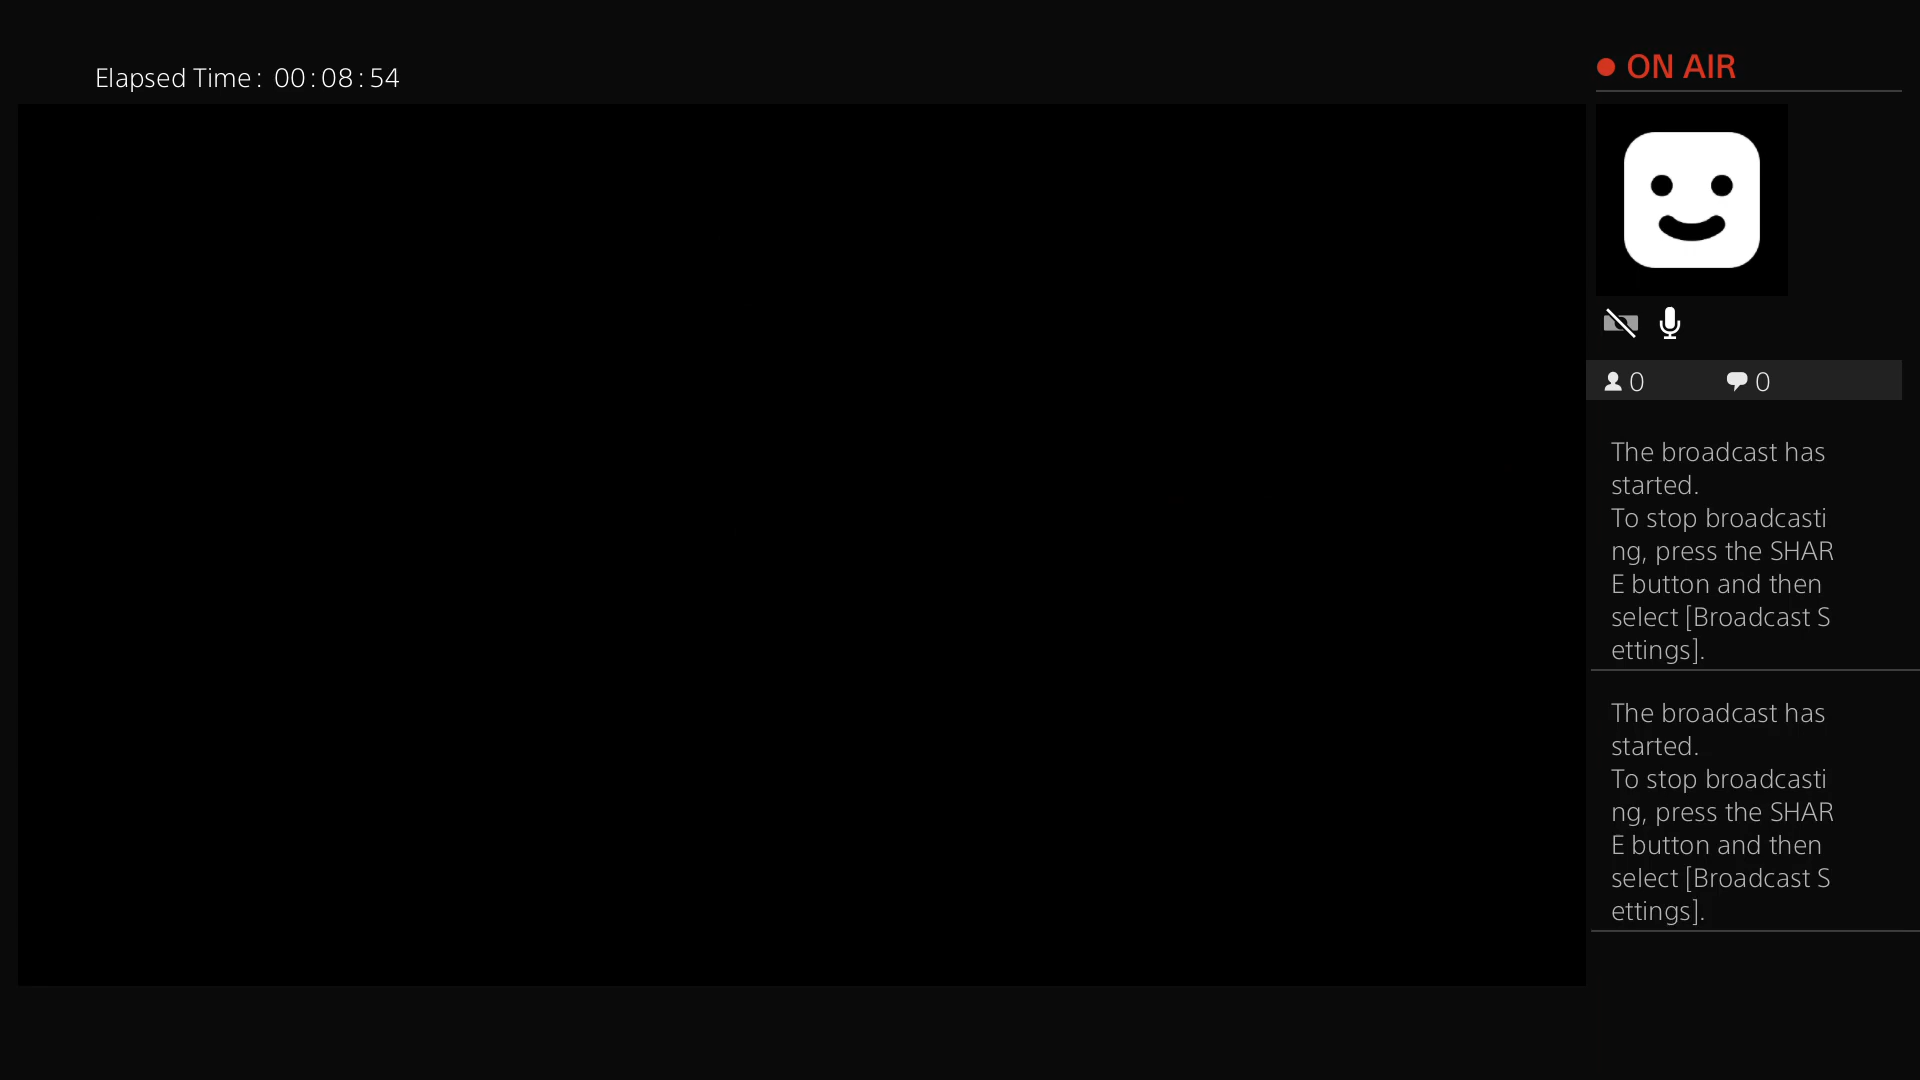 Elapsed Time: 00:08:54
ON AIR
0 0
The broadcast has
started.
To stop broadcasti
ng, press the SHAR
E button and then
select [Broadcast S
ettings].
The broadcast has
started.
To stop broadcasti
ng, press the SHAR
E button and then
select [Broadcast S
ettings].